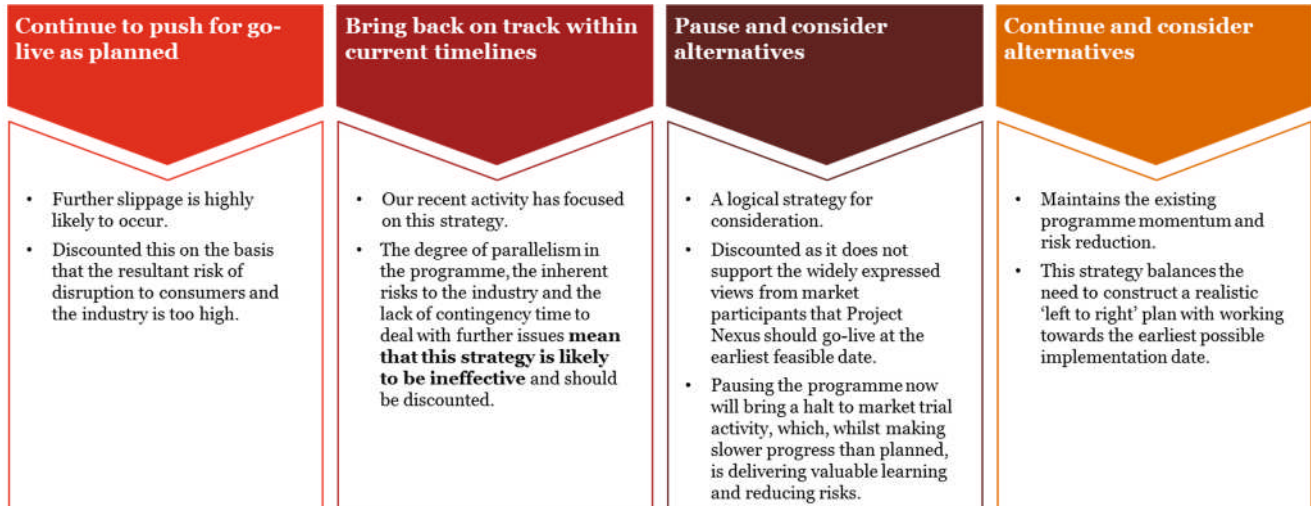 Continue to push for go-
live as planned
• Further slippage is highly
likely to occur.
• Discounted this on the basis
that the resultant risk of
disruption to consumers and
the industry is too high.
Bring back on track within
current timelines
• Our recent activity has focused
on this strategy.
• The degree of parallelism in
the programme, the inherent
risks to the industry and the
lack of contingency time to
deal with further issues mean
that this strategy is likely
to be ineffective and should
be discounted.
Pause and consider
alternatives
• A logical strategy for
consideration.
• Discounted as it does not
support the widely expressed
views from market
participants that Project
Nexus should go-live at the
earliest feasible date.
• Pausing the programme now
will bring a halt to market trial
activity, which, whilst making
slower progress than planned,
is delivering valuable learning
and reducing risks.
Continue and consider
alternatives
• Maintains the existing
programme momentum and
risk reduction.
• This strategy balances the
need to construct a realistic
‘left to right’ plan with working
towards the earliest possible
implementation date.